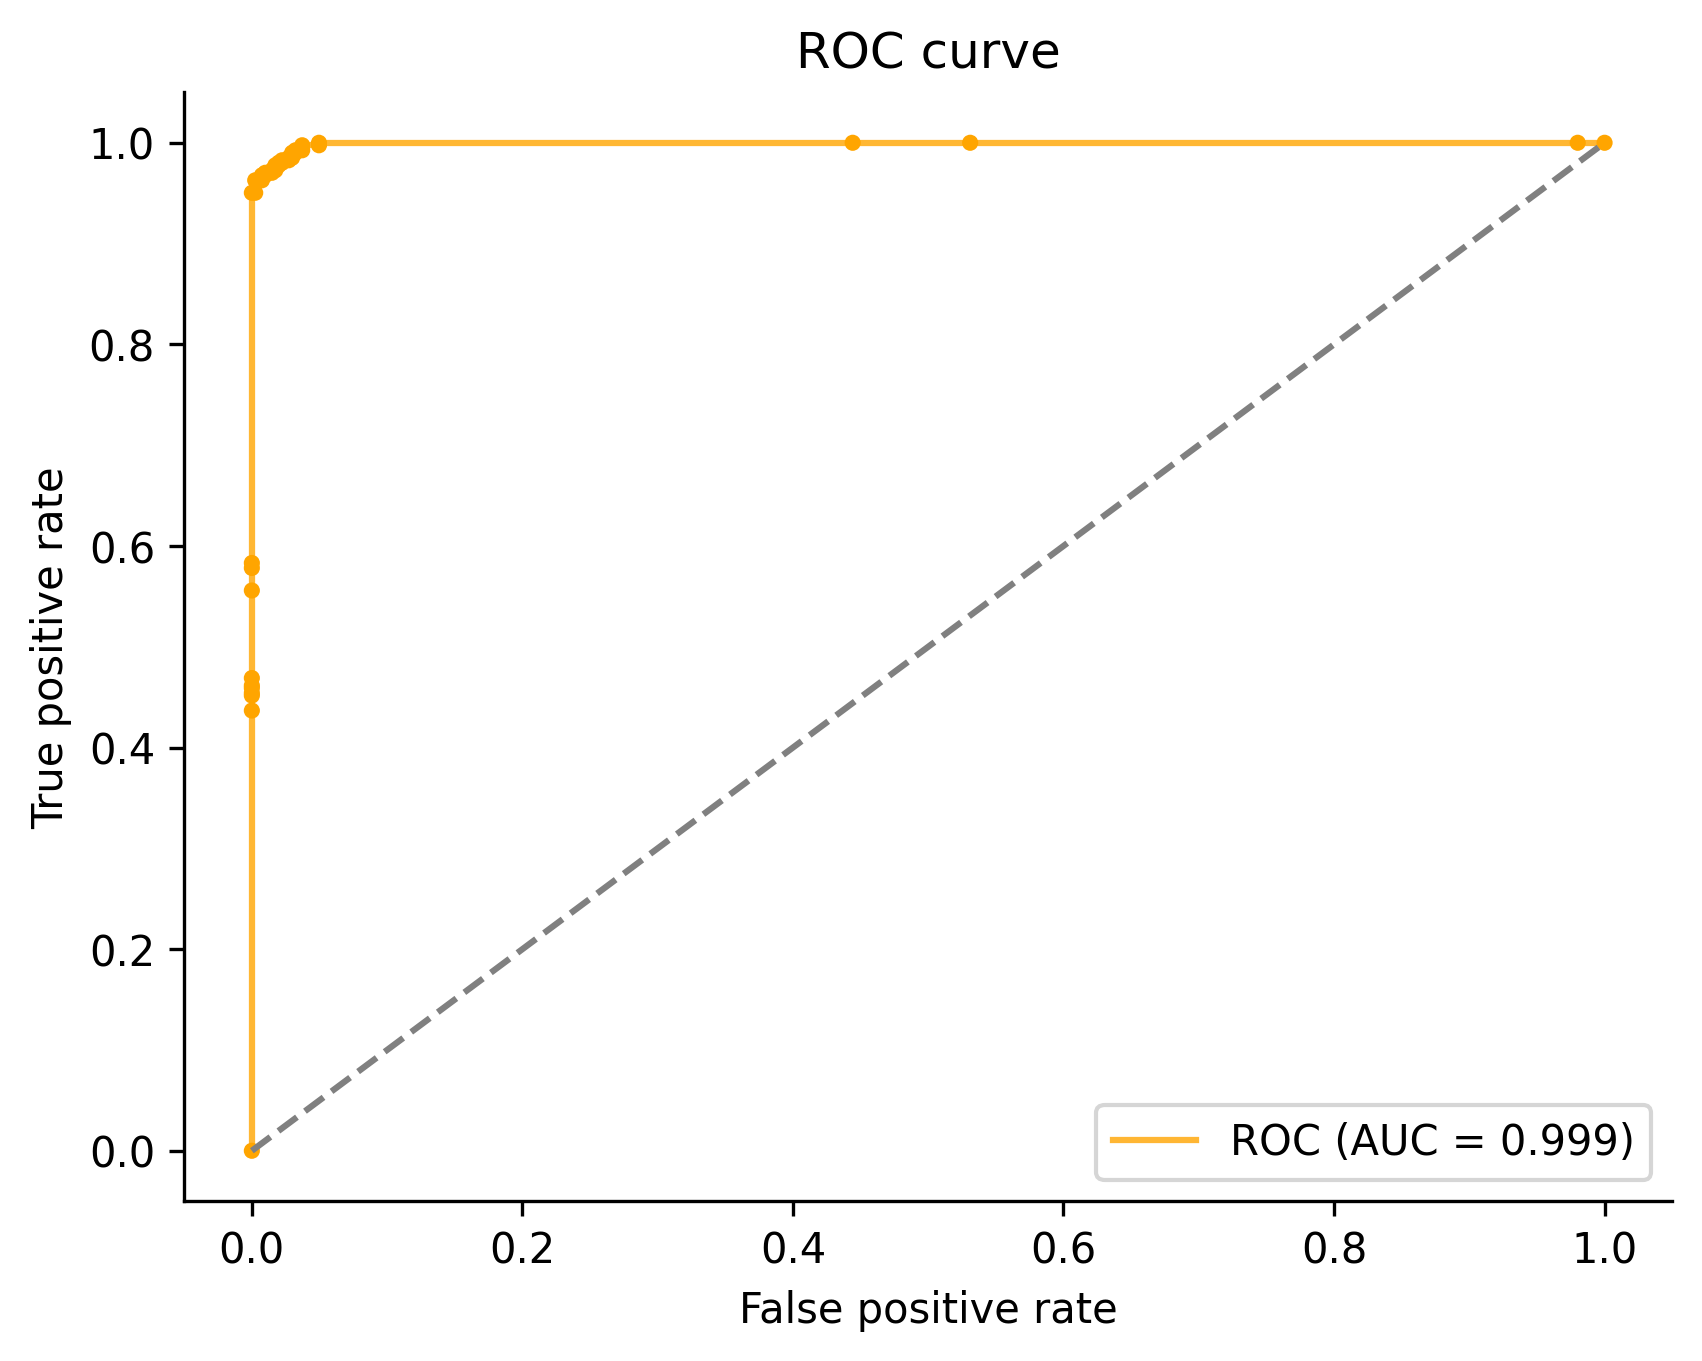 ROC curve
1.0
0.8
0.6
0.4
0.2
0.0
True positive rate
ROC (AUC = 0.999)
0.0 0.2 0.4 0.6 0.8 1.0
False positive rate